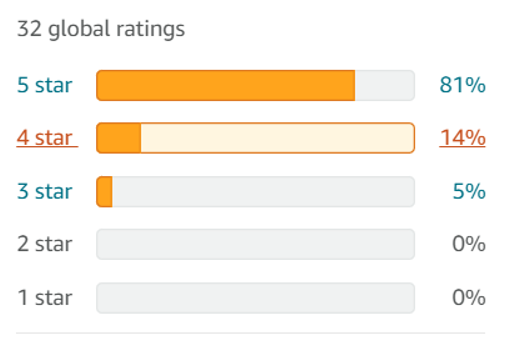 32 global ratings
5 star 81%
4 star 14%
3 star 5%
2 star 0%
1 star 0%